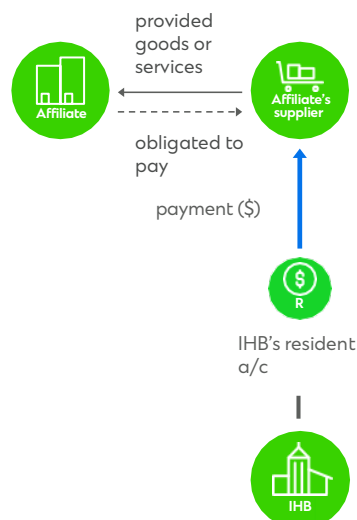 provided
goods or
services
Affiliate
Affiliate's
supplier
obligated to
pay
payment ($)
$
R
IHB's resident
a/c
IHB